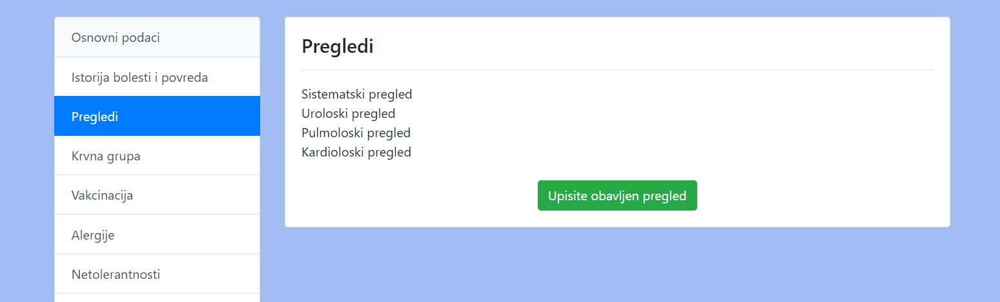 Osnovni podaci
Istorija bolesti i povreda
Pregledi
Krvna grupa
Vakcinacija
Alergije
Netolerantnosti
Pregledi
Sistematski pregled
Uroloski pregled
Pulmoloski pregled
Kardioloski pregled
Upisite obavljen pregled